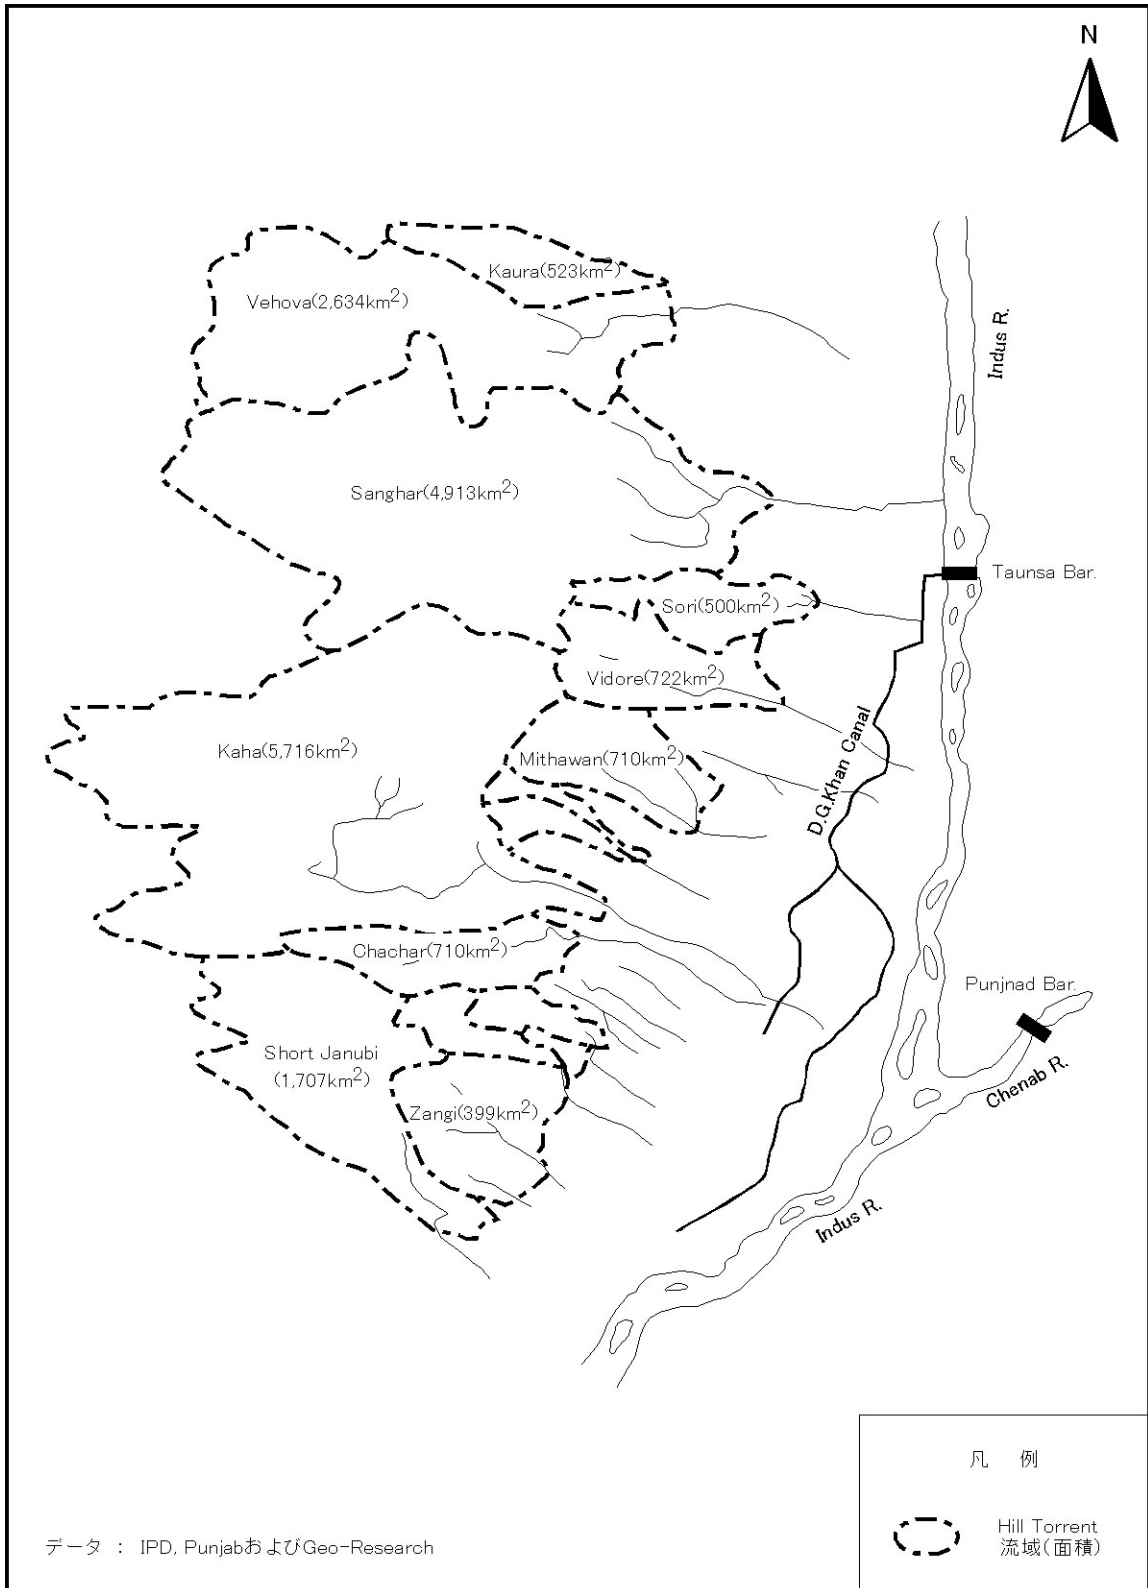 N
Kaura(523km²)
Vehova(2,634km²)
Indus R.
Sanghar(4,913km²)
Taunsa Bar.
Sori(500km²)
Vidore(722km²)
Kaha(5,716km²)
Mithawan(710km²)
D.G.Khan Canal
Chachar(710km²)
Punjnad Bar.
Short Janubi
(1,707km²)
Chenab R.
Zangi(399km²)
Indus R.
凡 例
Hill Torrent
流域(面積)
データ : IPD, PunjabおよびGeo-Research